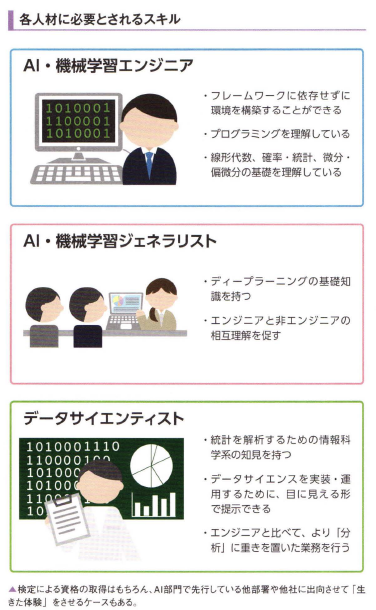 各人材に必要とされるスキル
AI・機械学習エンジニア
1010001
1100001
1010001
・フレームワークに依存せずに
環境を構築することができる
・プログラミングを理解している
・線形代数、確率・統計、微分・
偏微分の基礎を理解している
AI・機械学習ジェネラリスト
・ディープラーニングの基礎知
識を持つ
・エンジニアと非エンジニアの
相互理解を促す
データサイエンティスト
1010001110
・統計を解析するための情報科
学系の知見を持つ
・データサイエンスを実装・運
用するために、目に見える形
で提示できる
・エンジニアと比べて、より「分
析」に重きを置いた業務を行う
▲検定による資格の取得はもちろん、AI部門で先行している他部署や他社に出向させて「生
きた体験」をさせるケースもある。